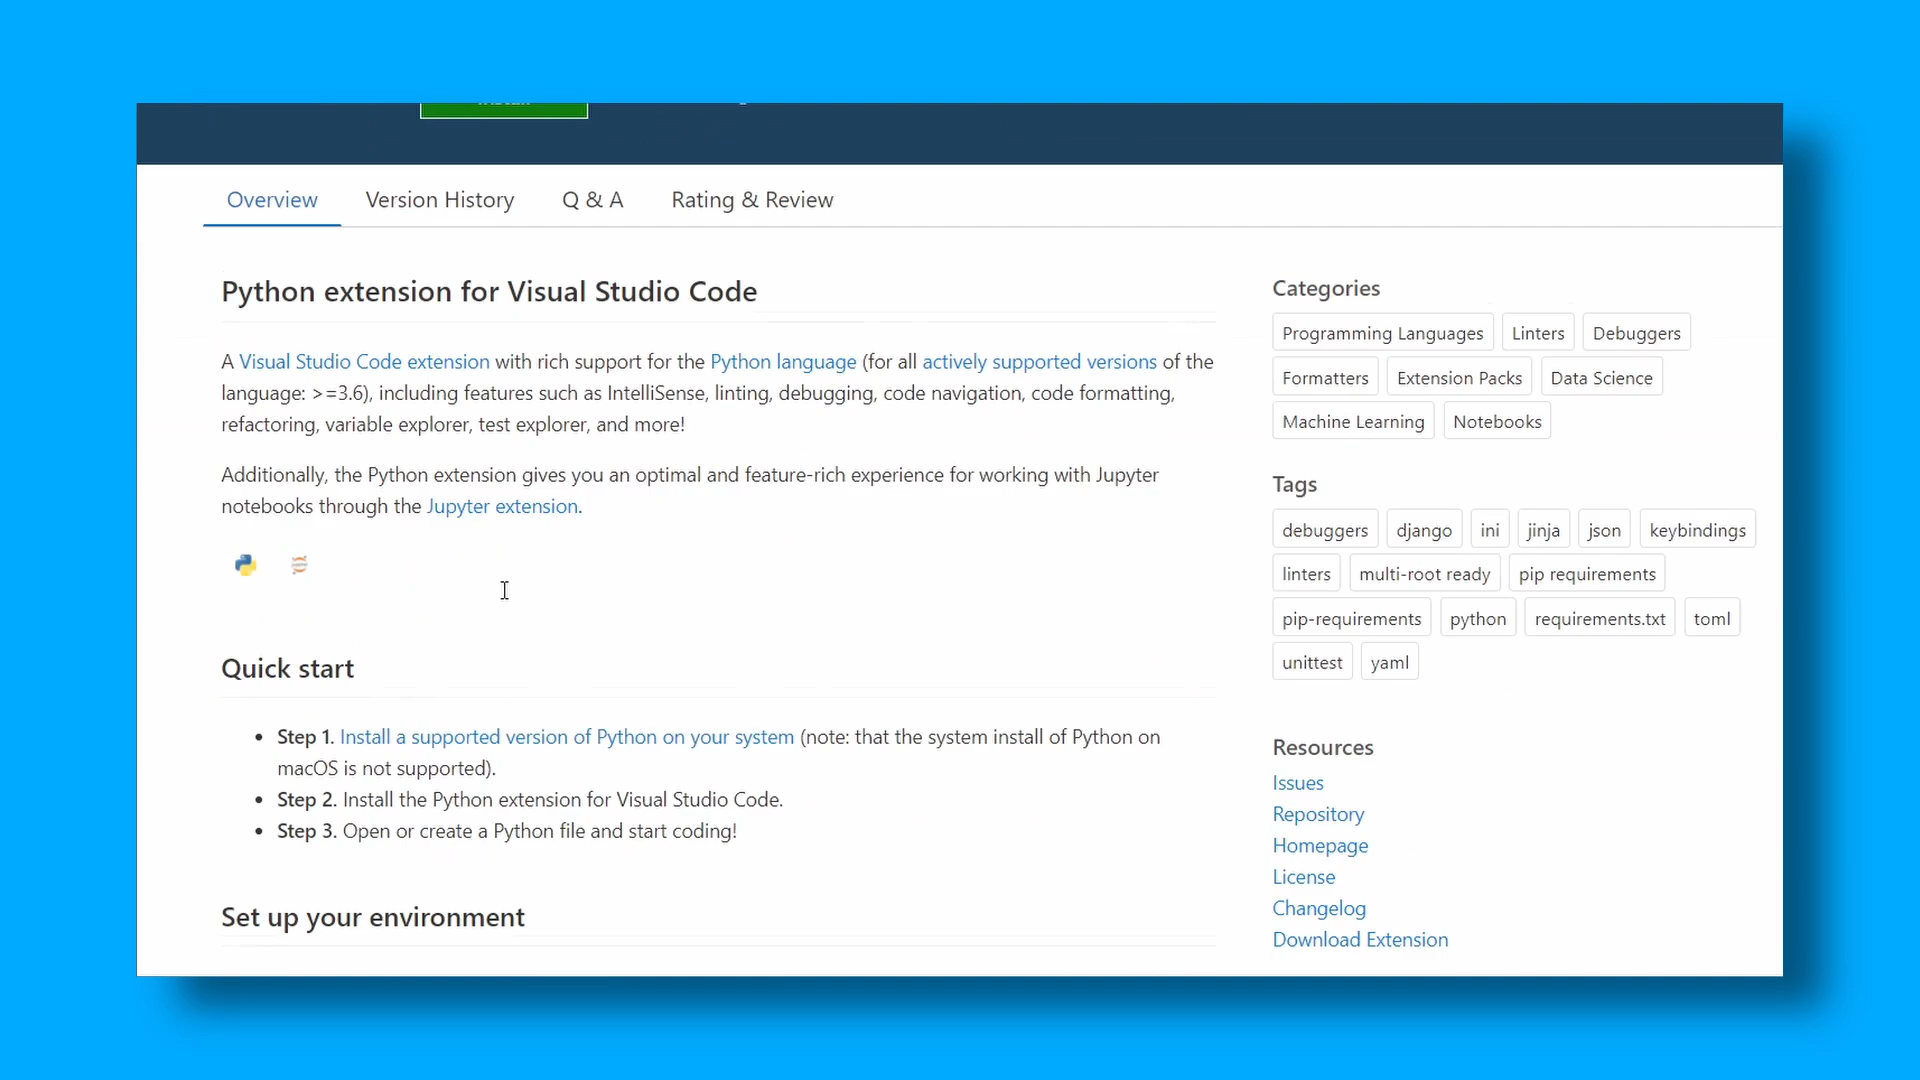 Overview Version History Q & A Rating & Review
Python extension for Visual Studio Code
A Visual Studio Code extension with rich support for the Python language (for all actively supported versions of the
language: >=3.6), including features such as IntelliSense, linting, debugging, code navigation, code formatting,
refactoring, variable explorer, test explorer, and more!
Additionally, the Python extension gives you an optimal and feature-rich experience for working with Jupyter
notebooks through the Jupyter extension.
Quick start
• Step 1. Install a supported version of Python on your system (note: that the system install of Python on
macOS is not supported).
• Step 2. Install the Python extension for Visual Studio Code.
• Step 3. Open or create a Python file and start coding!
Set up your environment
Categories
Programming Languages Linters Debuggers
Formatters Extension Packs Data Science
Machine Learning Notebooks
Tags
debuggers django ini jinja json keybindings
linters multi-root ready pip requirements
pip-requirements python requirements.txt toml
unittest yaml
Resources
Issues
Repository
Homepage
License
Changelog
Download Extension